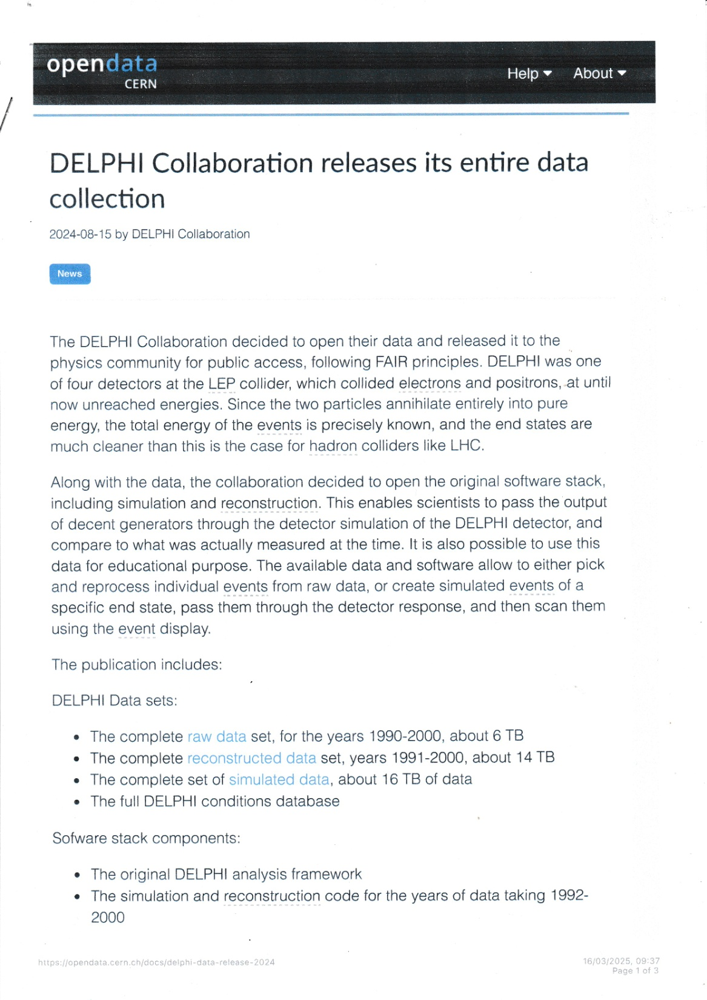 opendata
CERN
Help
About
DELPHI Collaboration releases its entire data
collection
2024-08-15 by DELPHI Collaboration
News
The DELPHI Collaboration decided to open their data and released it to the
physics community for public access, following FAIR principles. DELPHI was one
of four detectors at the LEP collider, which collided electrons and positrons, at until
now unreached energies. Since the two particles annihilate entirely into pure
energy, the total energy of the events is precisely known, and the end states are
much cleaner than this is the case for hadron colliders like LHC.
Along with the data, the collaboration decided to open the original software stack,
including simulation and reconstruction. This enables scientists to pass the output
of decent generators through the detector simulation of the DELPHI detector, and
compare to what was actually measured at the time. It is also possible to use this
data for educational purpose. The available data and software allow to either pick
and reprocess individual events from raw data, or create simulated events of a
specific end state, pass them through the detector response, and then scan them
using the event display.
The publication includes:
DELPHI Data sets:
• The complete raw data set, for the years 1990-2000, about 6 TB
• The complete reconstructed data set, years 1991-2000, about 14 TB
• The complete set of simulated data, about 16 TB of data
• The full DELPHI conditions database
Sofware stack components:
• The original DELPHI analysis framework
• The simulation and reconstruction code for the years of data taking 1992-
2000
https://opendata.cern.ch/docs/delphi-data-release-2024
16/03/2025, 09:37
Page 1 of 3